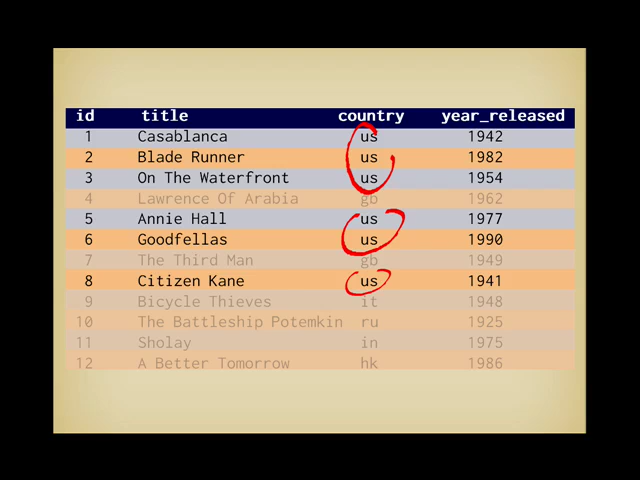 id title country year_released
1 Casablanca us 1942
2 Blade Runner us 1982
3 On The Waterfront us 1954
4 Lawrence Of Arabia gb 1962
5 Annie Hall us 1977
6 Goodfellas us 1990
7 The Third Man gb 1949
8 Citizen Kane us 1941
9 Bicycle Thieves it 1948
10 The Battleship Potemkin ru 1925
11 Sholay in 1975
12 A Better Tomorrow hk 1986